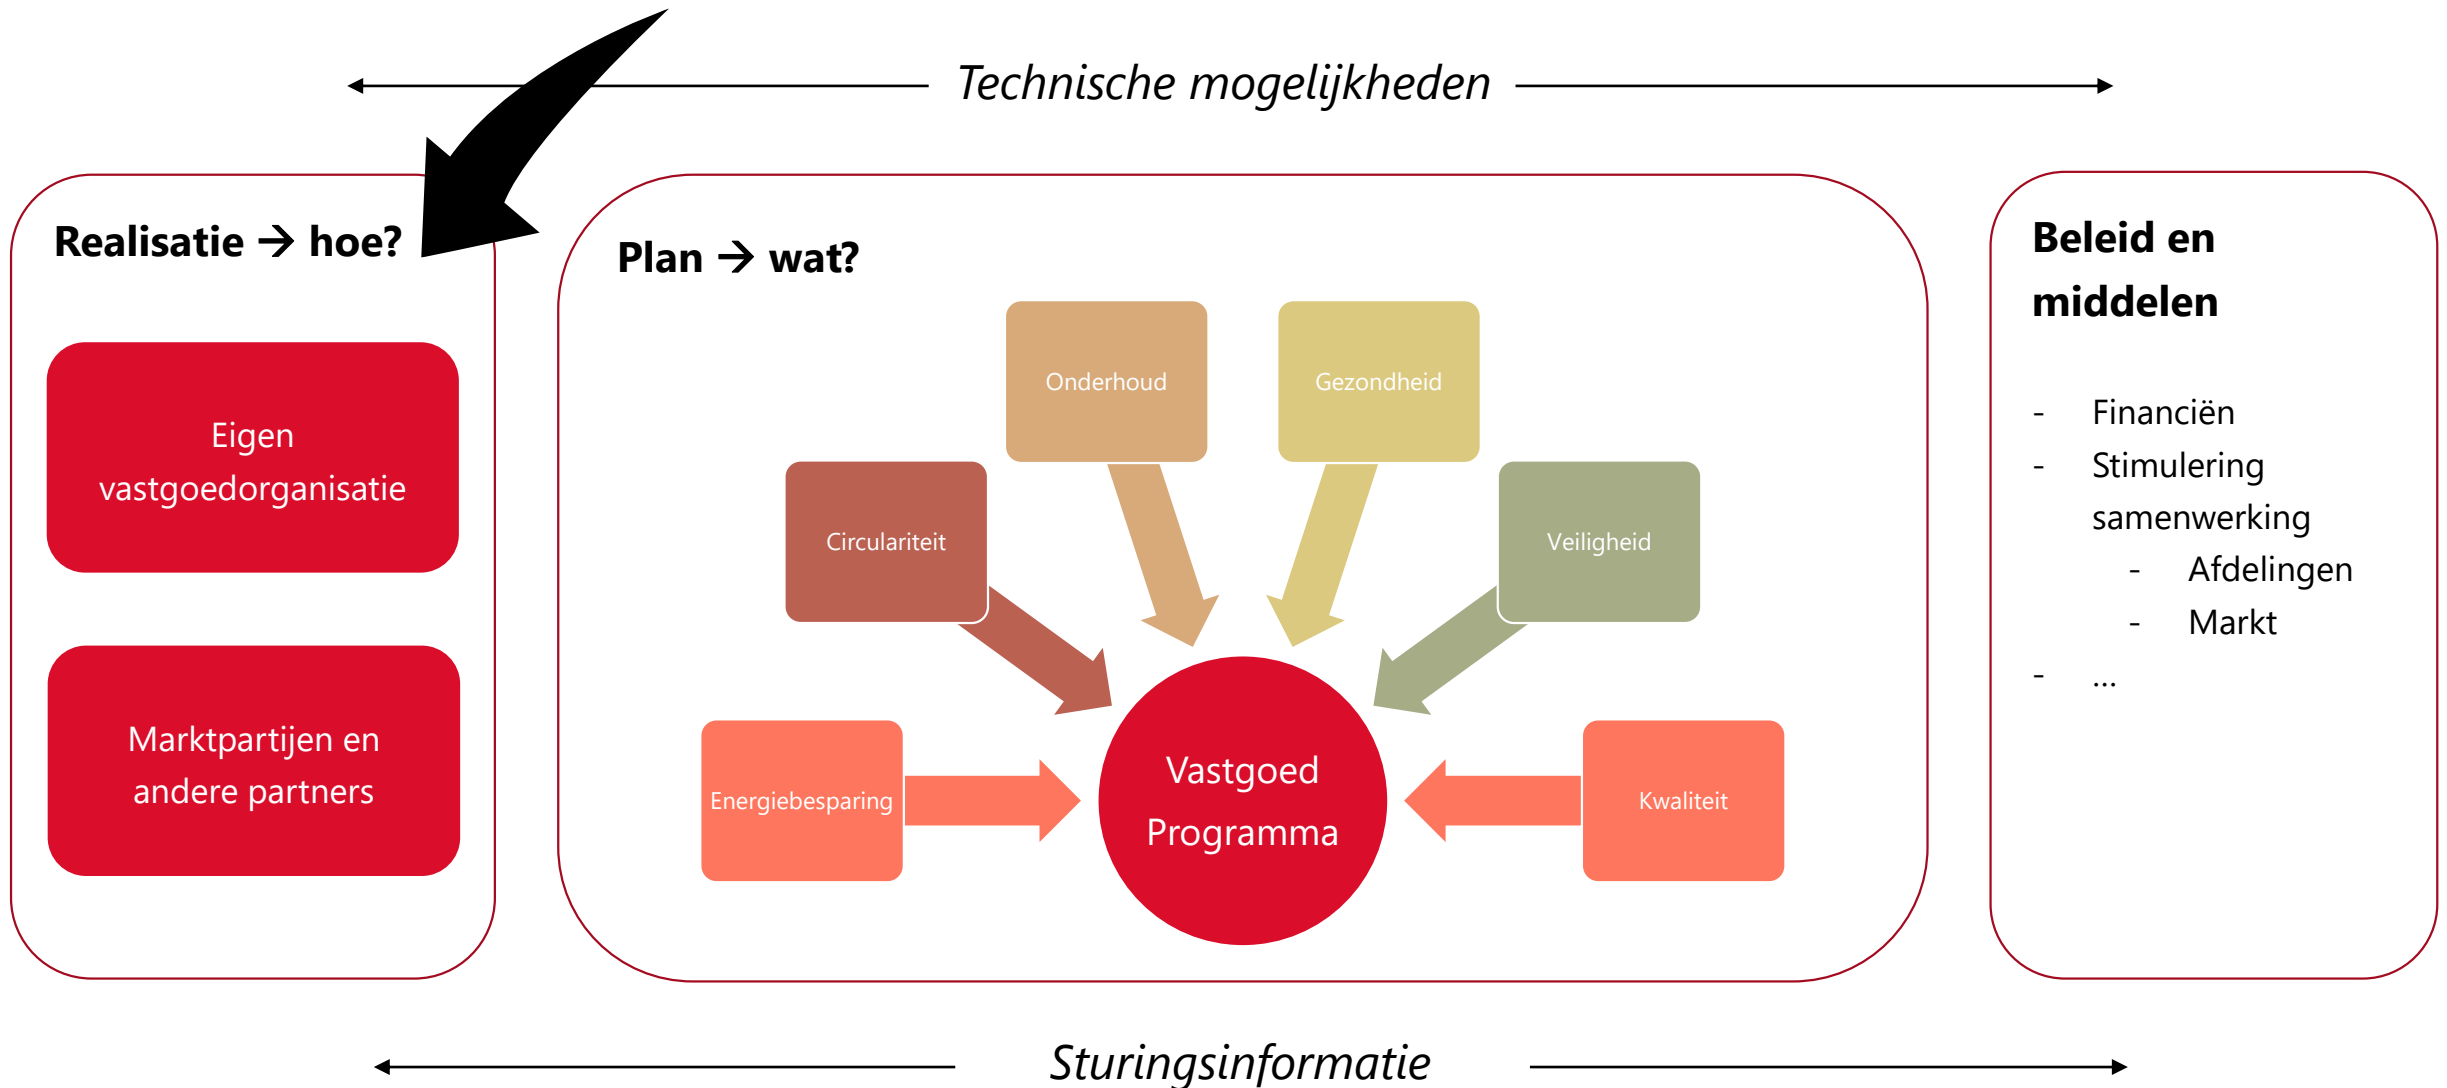 Technische mogelijkheden
Realisatie → hoe?
Eigen
vastgoedorganisatie
Marktpartijen en
andere partners
Plan → wat?
Onderhoud
Gezondheid
Circulariteit
Veiligheid
Energiebesparing
Kwaliteit
Vastgoed
Programma
Beleid en
middelen
- Financiën
- Stimulering
samenwerking
- Afdelingen
- Markt
- ...
Sturingsinformatie